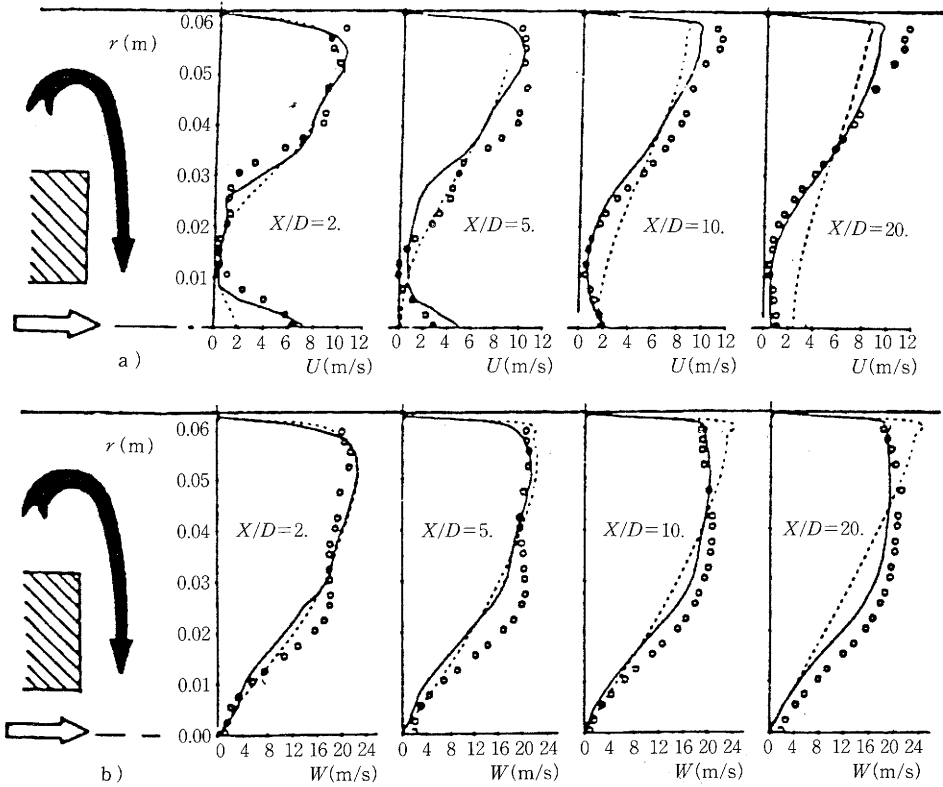 0.06
r(m)
0.05
0.04
0.03
0.02
0.01
X/D=2.
X/D=5.
X/D=10.
X/D=20.
0 2 4 6 8 10 12
0 2 4 6 8 10 12
0 2 4 6 8 10 12
0 2 4 6 8 10 12
a)
U(m/s)
U(m/s)
U(m/s)
U(m/s)
r(m)
0.06
0.05
0.04
0.03
0.02
0.01
0.00
X/D=2.
X/D=5.
X/D=10.
X/D=20.
0 4 8 12 16 20 24
0 4 8 12 16 20 24
0 4 8 12 16 20 24
0 4 8 12 16 20 24
b)
W(m/s)
W(m/s)
W(m/s)
W(m/s)